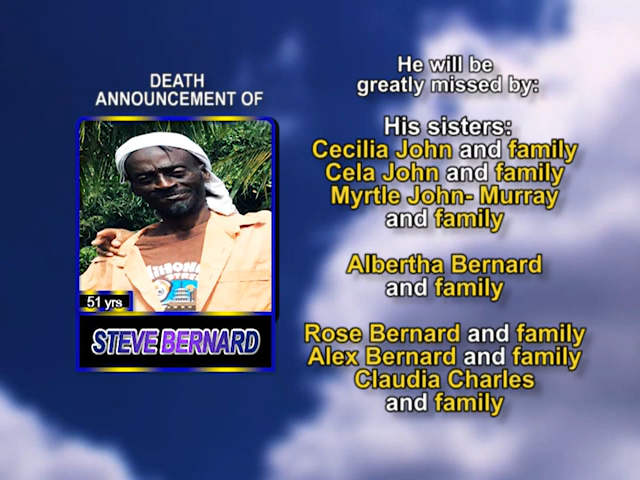 DEATH
ANNOUNCEMENT OF
51 yrs
STEVE BERNARD
He will be
greatly missed by:
His sisters:
Cecilia John and family
Cela John and family
Myrtle John- Murray
and family
Albertha Bernard
and family
Rose Bernard and family
Alex Bernard and family
Claudia Charles
and family